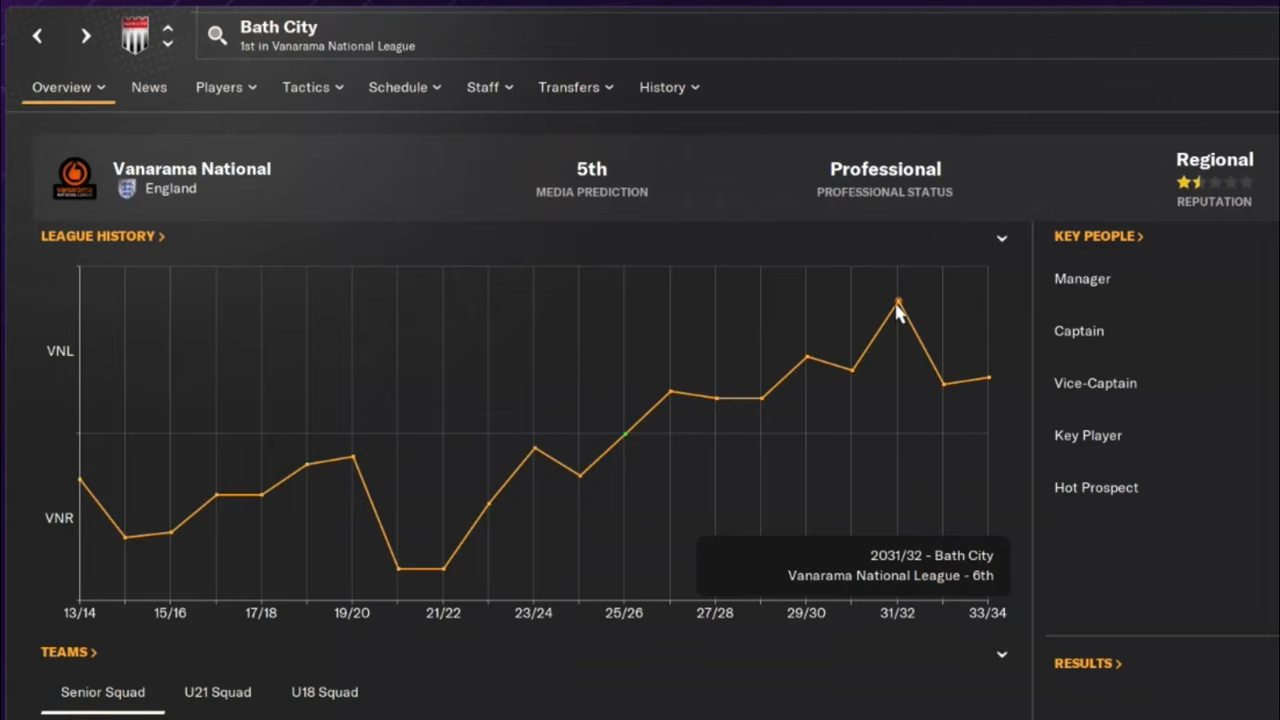 Bath City
1st in Vanarama National League
Overview
News
Players
Tactics
Schedule
Staff
Transfers
History
Vanarama National
England
5th
MEDIA PREDICTION
Professional
PROFESSIONAL STATUS
Regional
REPUTATION
LEAGUE HISTORY
VNL
VNR
2031/32 - Bath City
Vanarama National League - 6th
13/14 15/16 17/18 19/20 21/22 23/24 25/26 27/28 29/30 31/32 33/34
KEY PEOPLE
Manager
Captain
Vice-Captain
Key Player
Hot Prospect
TEAMS
Senior Squad
U21 Squad
U18 Squad
RESULTS